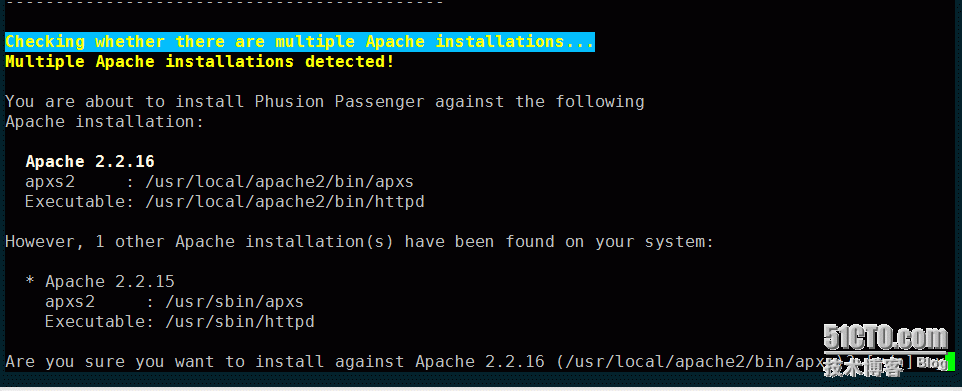 ----------------------------------------
Checking whether there are multiple Apache installations...
Multiple Apache installations detected!
You are about to install Phusion Passenger against the following
Apache installation:
Apache 2.2.16
apxs2     : /usr/local/apache2/bin/apxs
Executable: /usr/local/apache2/bin/httpd
However, 1 other Apache installation(s) have been found on your system:
* Apache 2.2.15
apxs2     : /usr/sbin/apxs
Executable: /usr/sbin/httpd
Are you sure you want to install against Apache 2.2.16 (/usr/local/apache2/bin/apxs)?
51CTO.com
技术博客 Blog